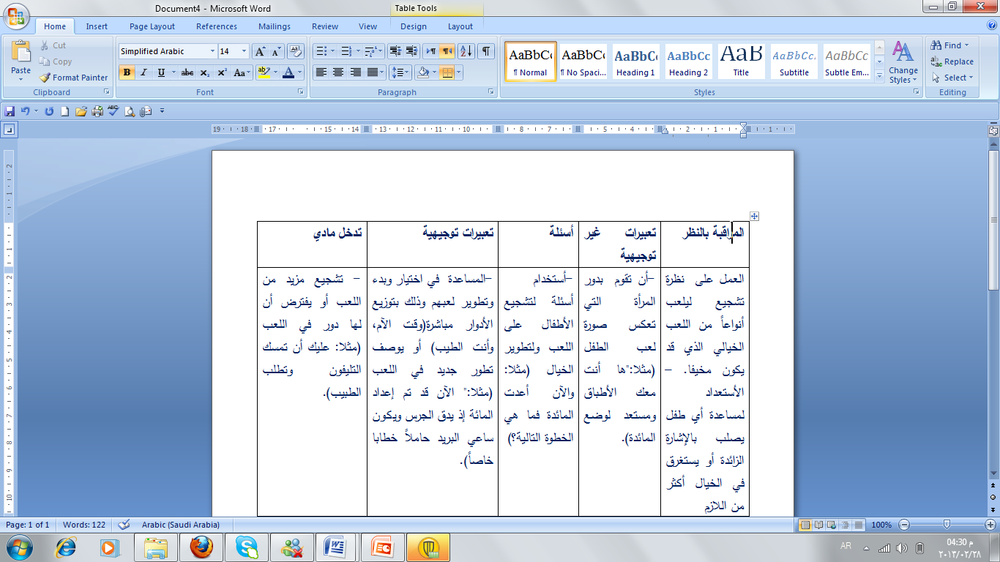 Document4 - Microsoft Word
Table Tools
Home
Insert
Page Layout
References
Mailings
Review
View
Design
Layout
Paste
Cut
Copy
Format Painter
Clipboard
Simplified Arabic
14
Font
Paragraph
AaBbCc
¶ Normal
AaBbCc
¶ No Spaci...
AaBbCc
Heading 1
AaBbCc
Heading 2
AaB
Title
AaBbCc.
Subtitle
AaBbCc
Subtle Em...
Change
Styles
Styles
Find
Replace
Select
Editing
المراقبة بالنظر
تعبيرات غير
توجيهية
أسئلة
تعبيرات توجيهية
تدخل مادي
العمل على نظرة
تشجيع ليلعب
أنواعاً من اللعب
الخيالي الذي قد
يكون مخيفا. –
الأستعداد
لمساعدة أي طفل
يصلب بالإشارة
الزائدة أو يستغرق
في الخيال أكثر
من اللازم
–أن تقوم بدور
المرأة التي
تعكس صورة
لعب الطفل
(مثلا:"ها أنت
معك الأطباق
ومستعد لوضع
المائدة).
–أستخدام
أسئلة لتشجيع
الأطفال على
اللعب ولتطوير
الخيال (مثلا:
والآن أعدت
المائدة فما هي
الخطوة التالية؟)
–المساعدة في اختيار وبدء
وتطوير لعبهم وذلك بتوزيع
الأدوار مباشرة(وقت الآم،
وأنت الطيب) أو يوصف
تطور جديد في اللعب
(مثلا:" الآن قد تم إعداد
المائة إذ يدق الجرس ويكون
ساعي البريد حاملاً خطابا
خاصاً).
– تشجيع مزيد من
اللعب أو يفترض أن
لها دور في اللعب
(مثلا: عليك أن تمسك
التليفون وتطلب
الطبيب).
Page: 1 of 1
Words: 122
Arabic (Saudi Arabia)
100%
AR
04:30 م
٢٠١٣/٠٢/٢٨